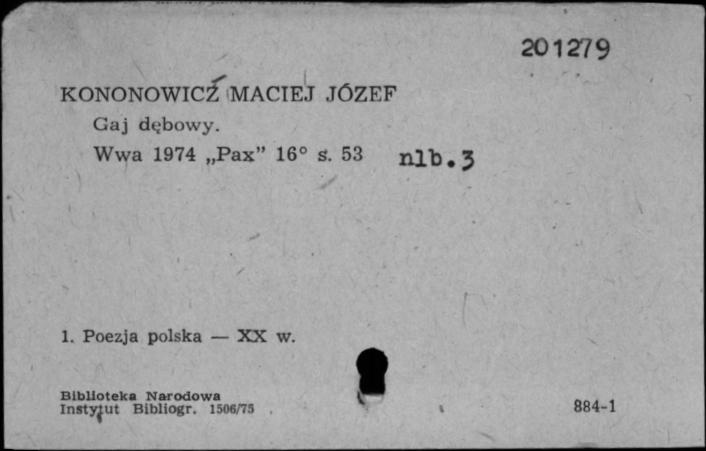 201279
KONONOWICZ MACIEJ JÓZEF
Gaj dębowy.
Wwa 1974 „Pax” 16° s. 53 nlb.3
1. Poezja polska — XX w.
Biblioteka Narodowa
Instytut Bibliogr. 1506/75
884-1